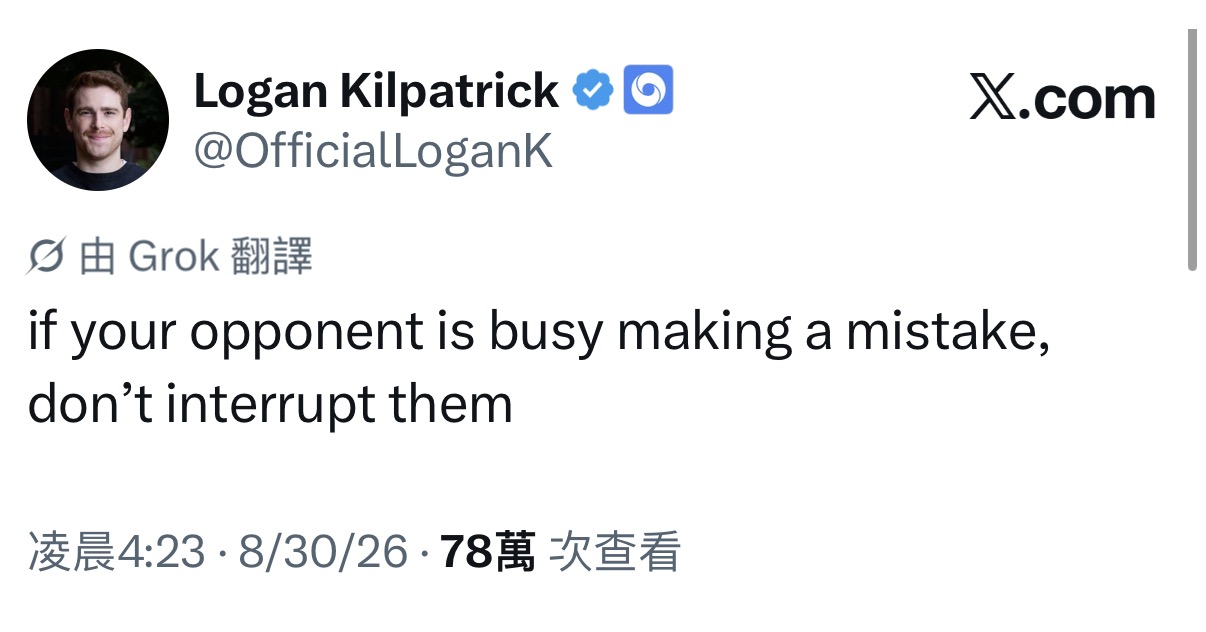 Logan Kilpatrick
X.com
@OfficialLoganK
由 Grok 翻譯
if your opponent is busy making a mistake,
don’t interrupt them
凌晨4:23 · 8/30/26 · 78萬 次查看